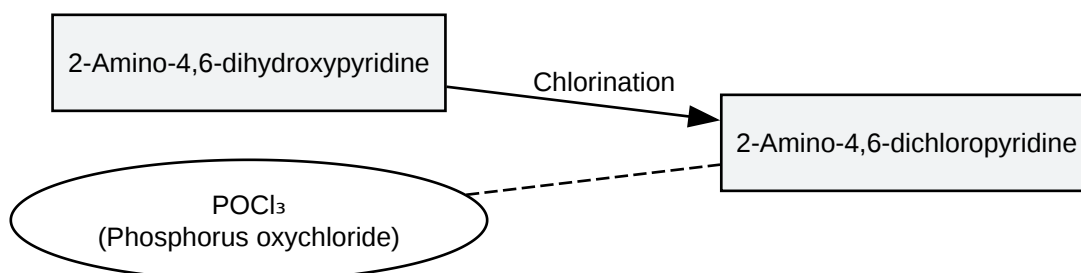 2-Amino-4,6-dihydroxypyridine
Chlorination
2-Amino-4,6-dichloropyridine
POCl₃
(Phosphorus oxychloride)